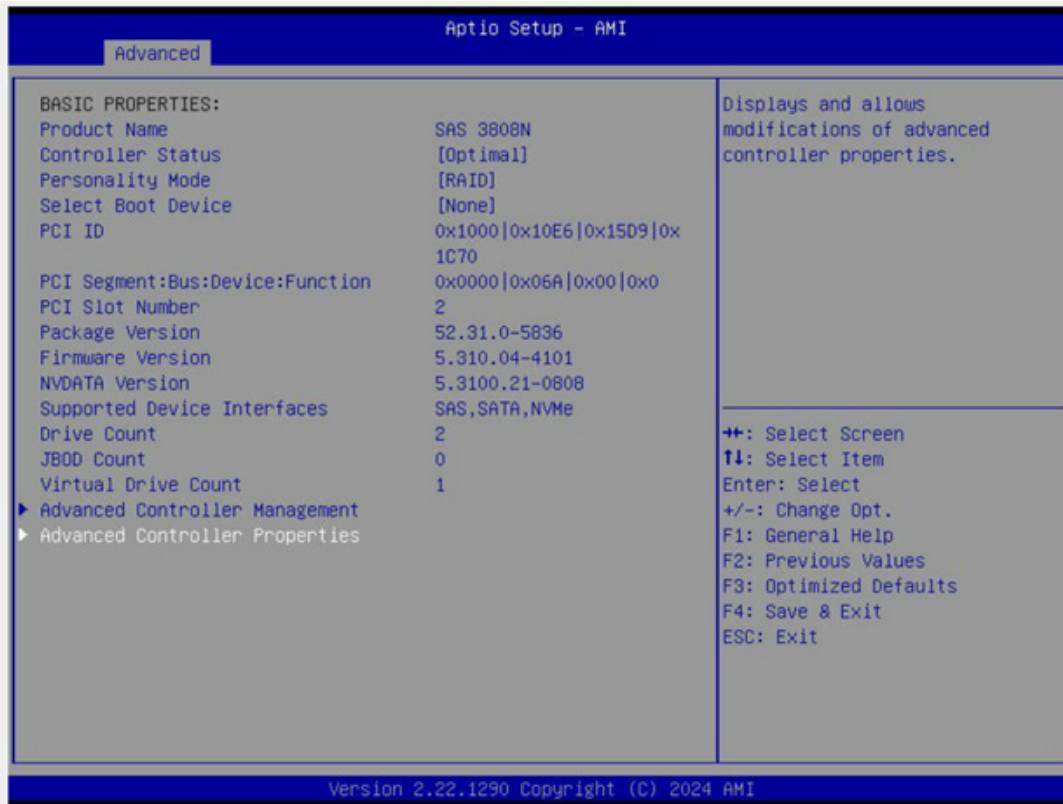 Aptio Setup - AMI
Advanced
BASIC PROPERTIES:
Product Name SAS 3808N
Controller Status [Optimal]
Personality Mode [RAID]
Select Boot Device [None]
PCI ID 0x1000|0x10E6|0x15D9|0x
1C70
PCI Segment:Bus:Device:Function 0x0000|0x06A|0x00|0x0
PCI Slot Number 2
Package Version 52.31.0-5836
Firmware Version 5.310.04-4101
NVDATA Version 5.3100.21-0808
Supported Device Interfaces SAS,SATA,NVMe
Drive Count 2
JBOD Count 0
Virtual Drive Count 1
Advanced Controller Management
Advanced Controller Properties
Displays and allows
modifications of advanced
controller properties.
→←: Select Screen
↑↓: Select Item
Enter: Select
+/-: Change Opt.
F1: General Help
F2: Previous Values
F3: Optimized Defaults
F4: Save & Exit
ESC: Exit
Version 2.22.1290 Copyright (C) 2024 AMI